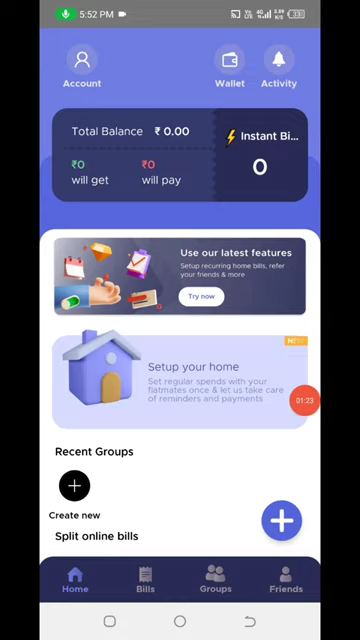 5:52 PM
Account
Wallet
Activity
Total Balance ₹ 0.00
Instant Bi...
0
₹0
will get
₹0
will pay
Use our latest features
Setup recurring home bills, refer
your friends & more
Try now
NEW
Setup your home
Set regular spends with your
flatmates once & let us take care
of reminders and payments
01:23
Recent Groups
Create new
Split online bills
Home
Bills
Groups
Friends